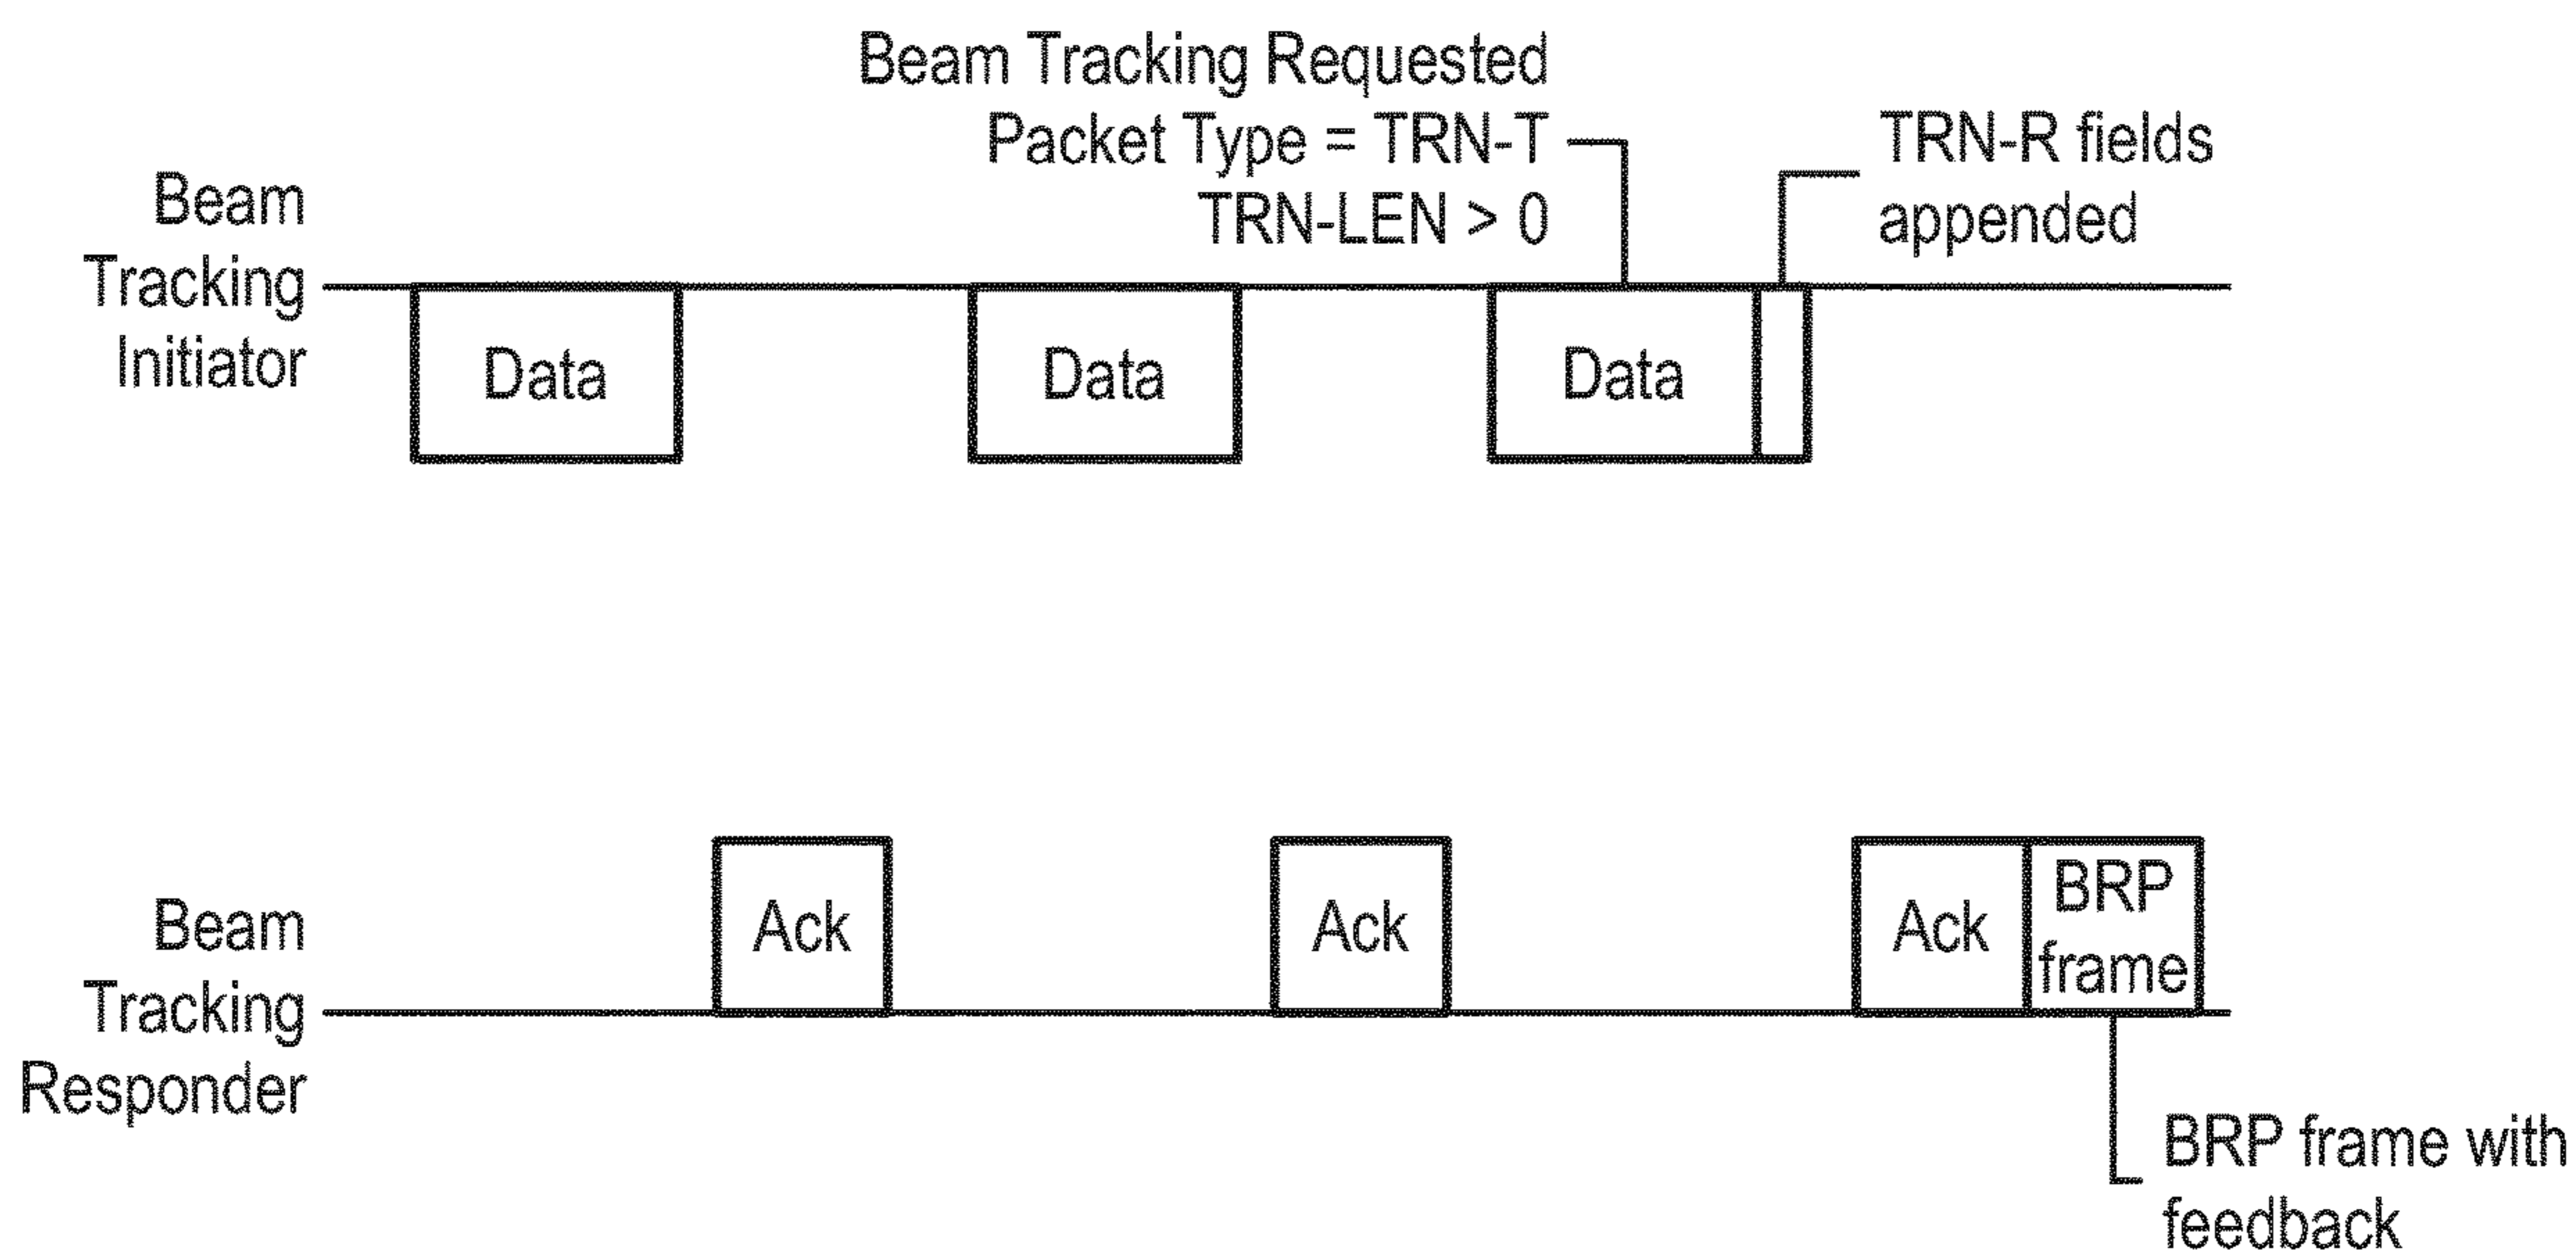 Beam Tracking Requested
Packet Type = TRN-T
TRN-LEN > 0
TRN-R fields
appended
Beam
Tracking
Initiator
Data
Data
Data
Beam
Tracking
Responder
Ack
Ack
Ack
BRP
frame
BRP frame with
feedback